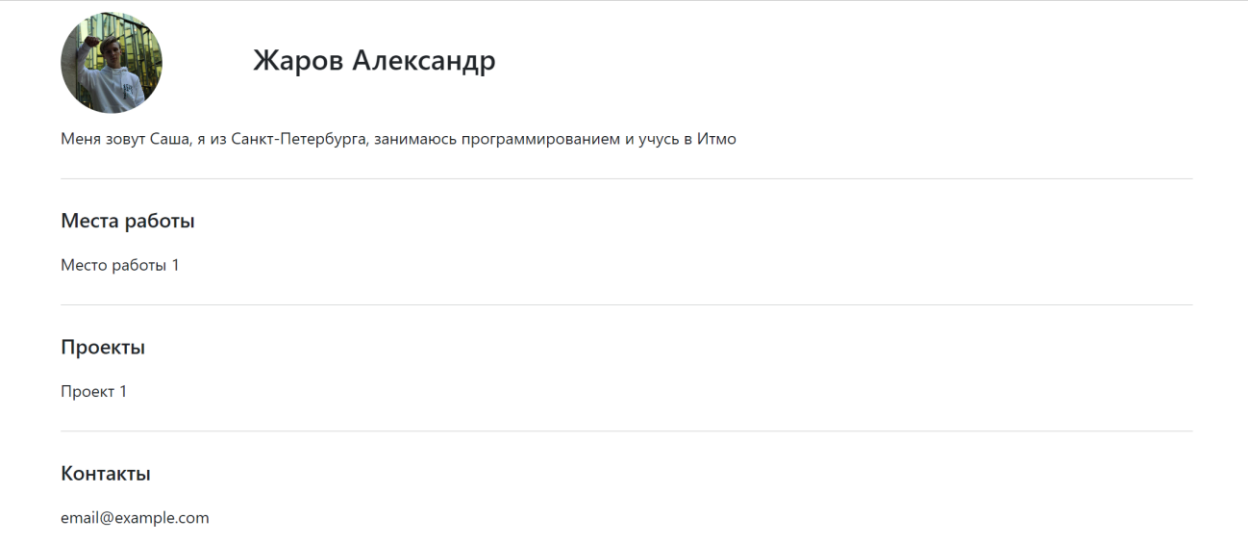 Жаров Александр
Меня зовут Саша, я из Санкт-Петербурга, занимаюсь программированием и учусь в Итмо
Места работы
Место работы 1
Проекты
Проект 1
Контакты
email@example.com